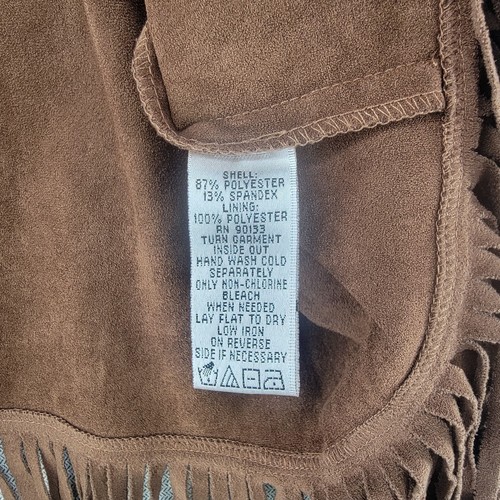 SHELL:
87% POLYESTER
13% SPANDEX
LINING:
100% POLYESTER
RN 90133
TURN GARMENT
INSIDE OUT
HAND WASH COLD
SEPARATELY
ONLY NON-CHLORINE
BLEACH
WHEN NEEDED
LAY FLAT TO DRY
LOW IRON
ON REVERSE
SIDE IF NECESSARY